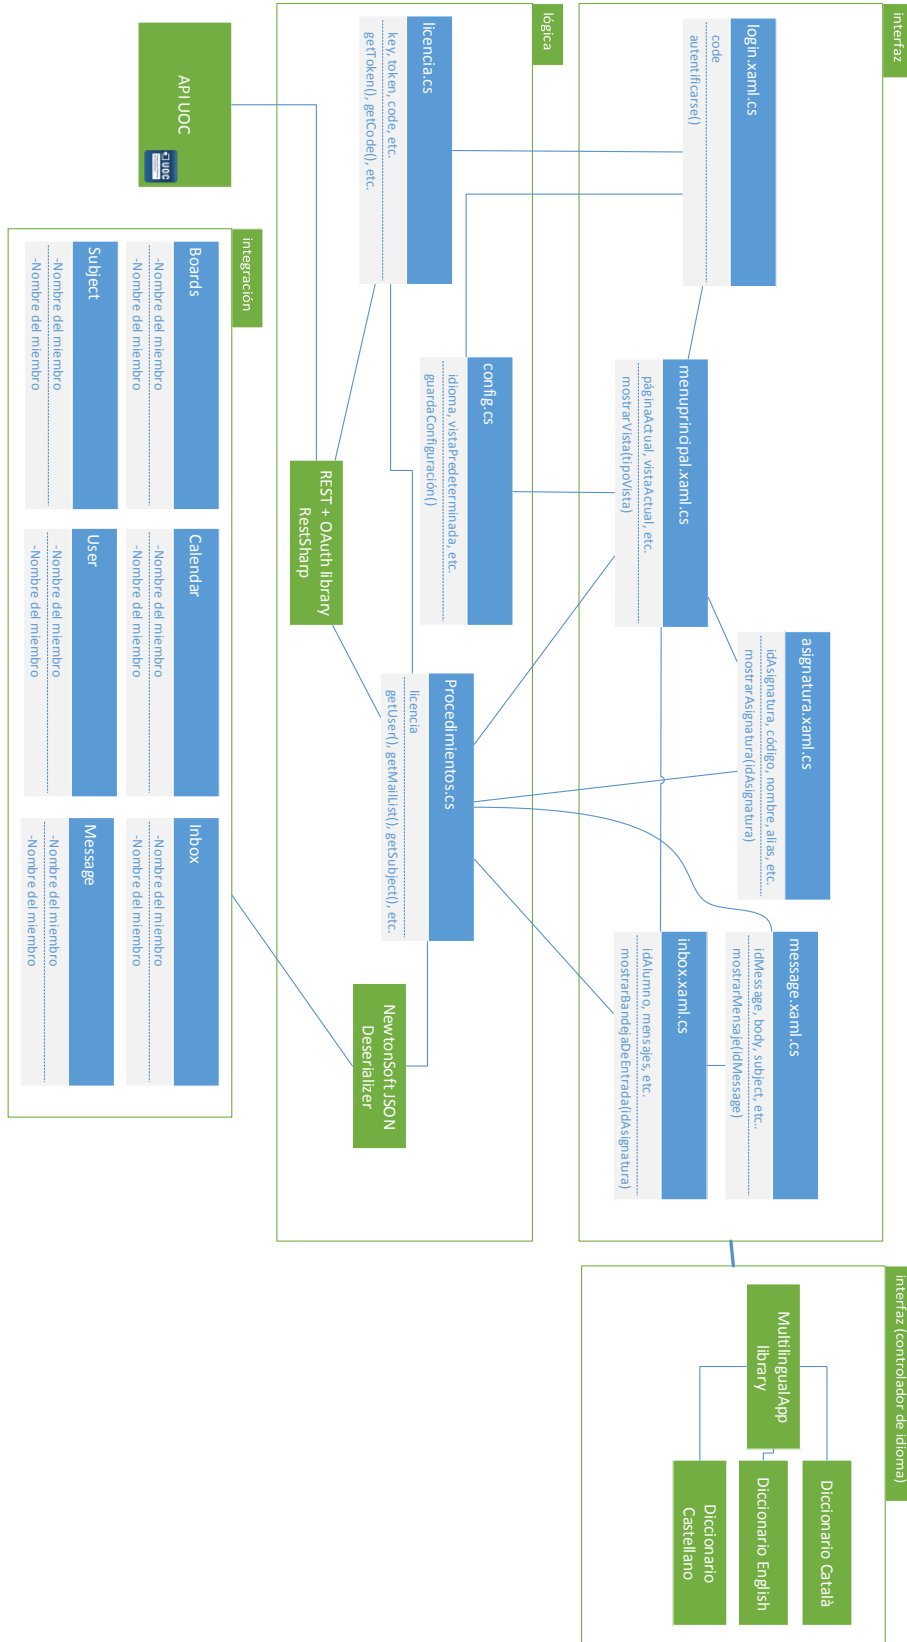 interfaz
login.xaml.cs
code
autentificarse()
menuprincipal.xaml.cs
páginaActual, vistaActual, etc.
mostrarVista(tipoVista)
asignatura.xaml.cs
idAsignatura, código, nombre, alias, etc.
mostrarAsignatura(idAsignatura)
message.xaml.cs
idMessage, body, subject, etc..
mostrarMensaje(idMessage)
inbox.xaml.cs
idAlumno, mensajes, etc.
mostrarBandejaDeEntrada(idAsignatura)
interfaz (controlador de idioma)
MultilingualApp
library
Diccionario Català
Diccionario English
Diccionario
Castellano
lógica
licencia.cs
key, token, code, etc.
getToken(), getCode(), etc.
config.cs
idioma, vistaPredeterminada, etc.
guardaConfiguración()
Procedimientos.cs
licencia
getUser(), getMailList(), getSubject(), etc.
REST + OAuth library
RestSharp
NewtonSoft JSON
Deserializer
API UOC
UOC
integración
Boards
-Nombre del miembro
-Nombre del miembro
Calendar
-Nombre del miembro
-Nombre del miembro
Inbox
-Nombre del miembro
-Nombre del miembro
Subject
-Nombre del miembro
-Nombre del miembro
User
-Nombre del miembro
-Nombre del miembro
Message
-Nombre del miembro
-Nombre del miembro